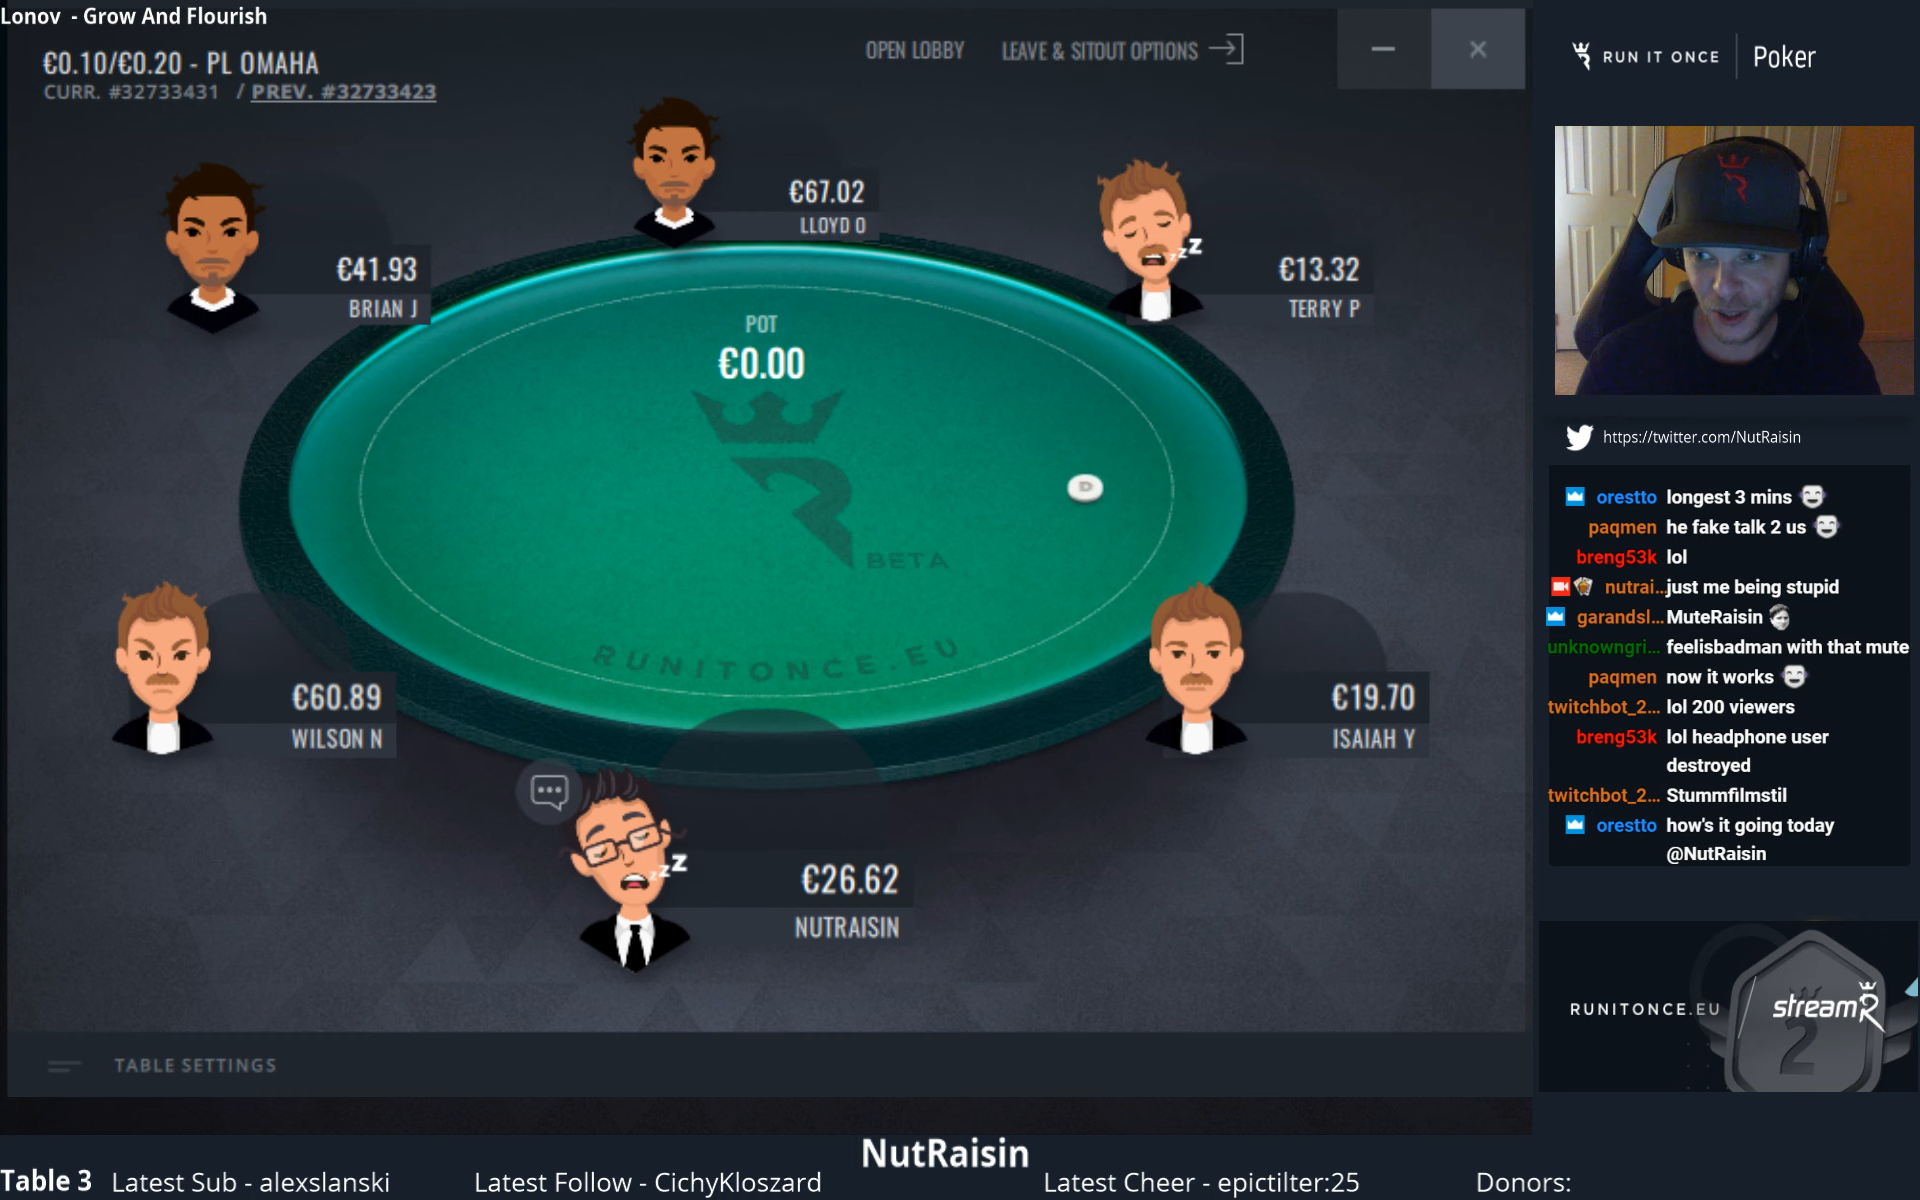 Lonov - Grow And Flourish
€0.10/€0.20 - PL OMAHA
CURR. #32733431 / PREV. #32733423
OPEN LOBBY
LEAVE & SITOUT OPTIONS
€67.02
LLOYD O
€41.93
BRIAN J
zZ
€13.32
TERRY P
POT
€0.00
D
BETA
RUNITONCE.EU
€60.89
WILSON N
€19.70
ISAIAH Y
zzZ
€26.62
NUTRAISIN
TABLE SETTINGS
RUN IT ONCE
Poker
https://twitter.com/NutRaisin
orestto longest 3 mins
paqmen he fake talk 2 us
breng53k lol
nutrai... just me being stupid
garandsl... MuteRaisin
unknowngri... feelisbadman with that mute
paqmen now it works
twitchbot_2... lol 200 viewers
breng53k lol headphone user
destroyed
twitchbot_2... Stummfilmstil
orestto how's it going today
@NutRaisin
RUNITONCE.EU
streamR
2
NutRaisin
Table 3
Latest Sub - alexslanski
Latest Follow - CichyKloszard
Latest Cheer - epictilter:25
Donors: